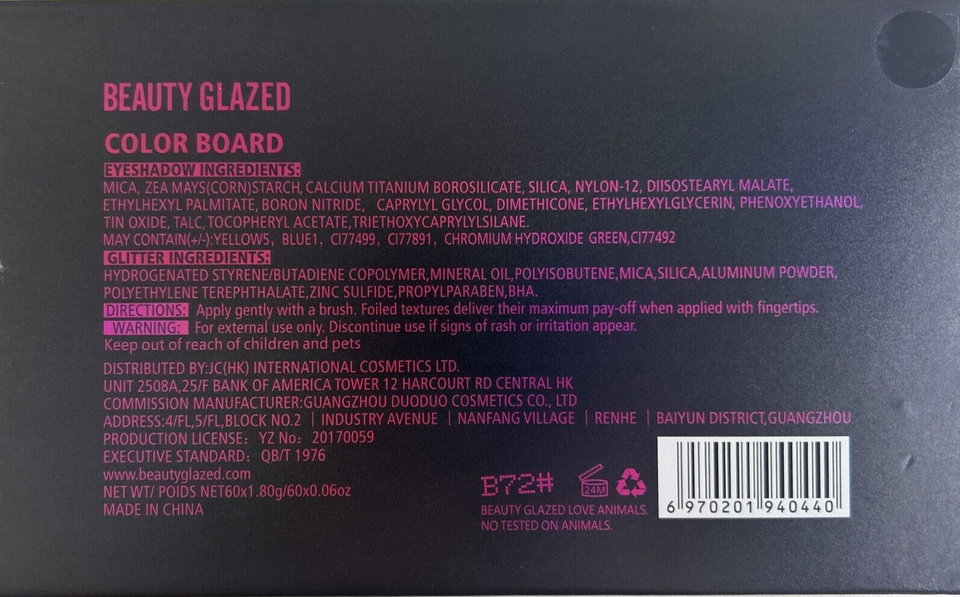 BEAUTY GLAZED
COLOR BOARD
EYESHADOW INGREDIENTS:
MICA, ZEA MAYS(CORN)STARCH, CALCIUM TITANIUM BOROSILICATE, SILICA, NYLON-12, DIISOSTEARYL MALATE,
ETHYLHEXYL PALMITATE, BORON NITRIDE, CAPRYLYL GLYCOL, DIMETHICONE, ETHYLHEXYLGLYCERIN, PHENOXYETHANOL,
TIN OXIDE, TALC, TOCOPHERYL ACETATE,TRIETHOXYCAPRYLYLSILANE.
MAY CONTAIN(+/-):YELLOW5, BLUE1, CI77499, CI77891, CHROMIUM HYDROXIDE GREEN,CI77492
GLITTER INGREDIENTS:
HYDROGENATED STYRENE/BUTADIENE COPOLYMER,MINERAL OIL,POLYISOBUTENE,MICA,SILICA,ALUMINUM POWDER,
POLYETHYLENE TEREPHTHALATE,ZINC SULFIDE,PROPYLPARABEN,BHA.
DIRECTIONS: Apply gently with a brush. Foiled textures deliver their maximum pay-off when applied with fingertips.
WARNING: For external use only. Discontinue use if signs of rash or irritation appear.
Keep out of reach of children and pets
DISTRIBUTED BY:JC(HK) INTERNATIONAL COSMETICS LTD.
UNIT 2508A,25/F BANK OF AMERICA TOWER 12 HARCOURT RD CENTRAL HK
COMMISSION MANUFACTURER:GUANGZHOU DUODUO COSMETICS CO., LTD
ADDRESS:4/FL,5/FL,BLOCK NO.2 | INDUSTRY AVENUE | NANFANG VILLAGE | RENHE | BAIYUN DISTRICT,GUANGZHOU
PRODUCTION LICENSE: YZ No: 20170059
EXECUTIVE STANDARD: QB/T 1976
www.beautyglazed.com
NET WT/ POIDS NET60x1.80g/60x0.06oz
MADE IN CHINA
B72#
24M
BEAUTY GLAZED LOVE ANIMALS.
NO TESTED ON ANIMALS.
6 970201 940440